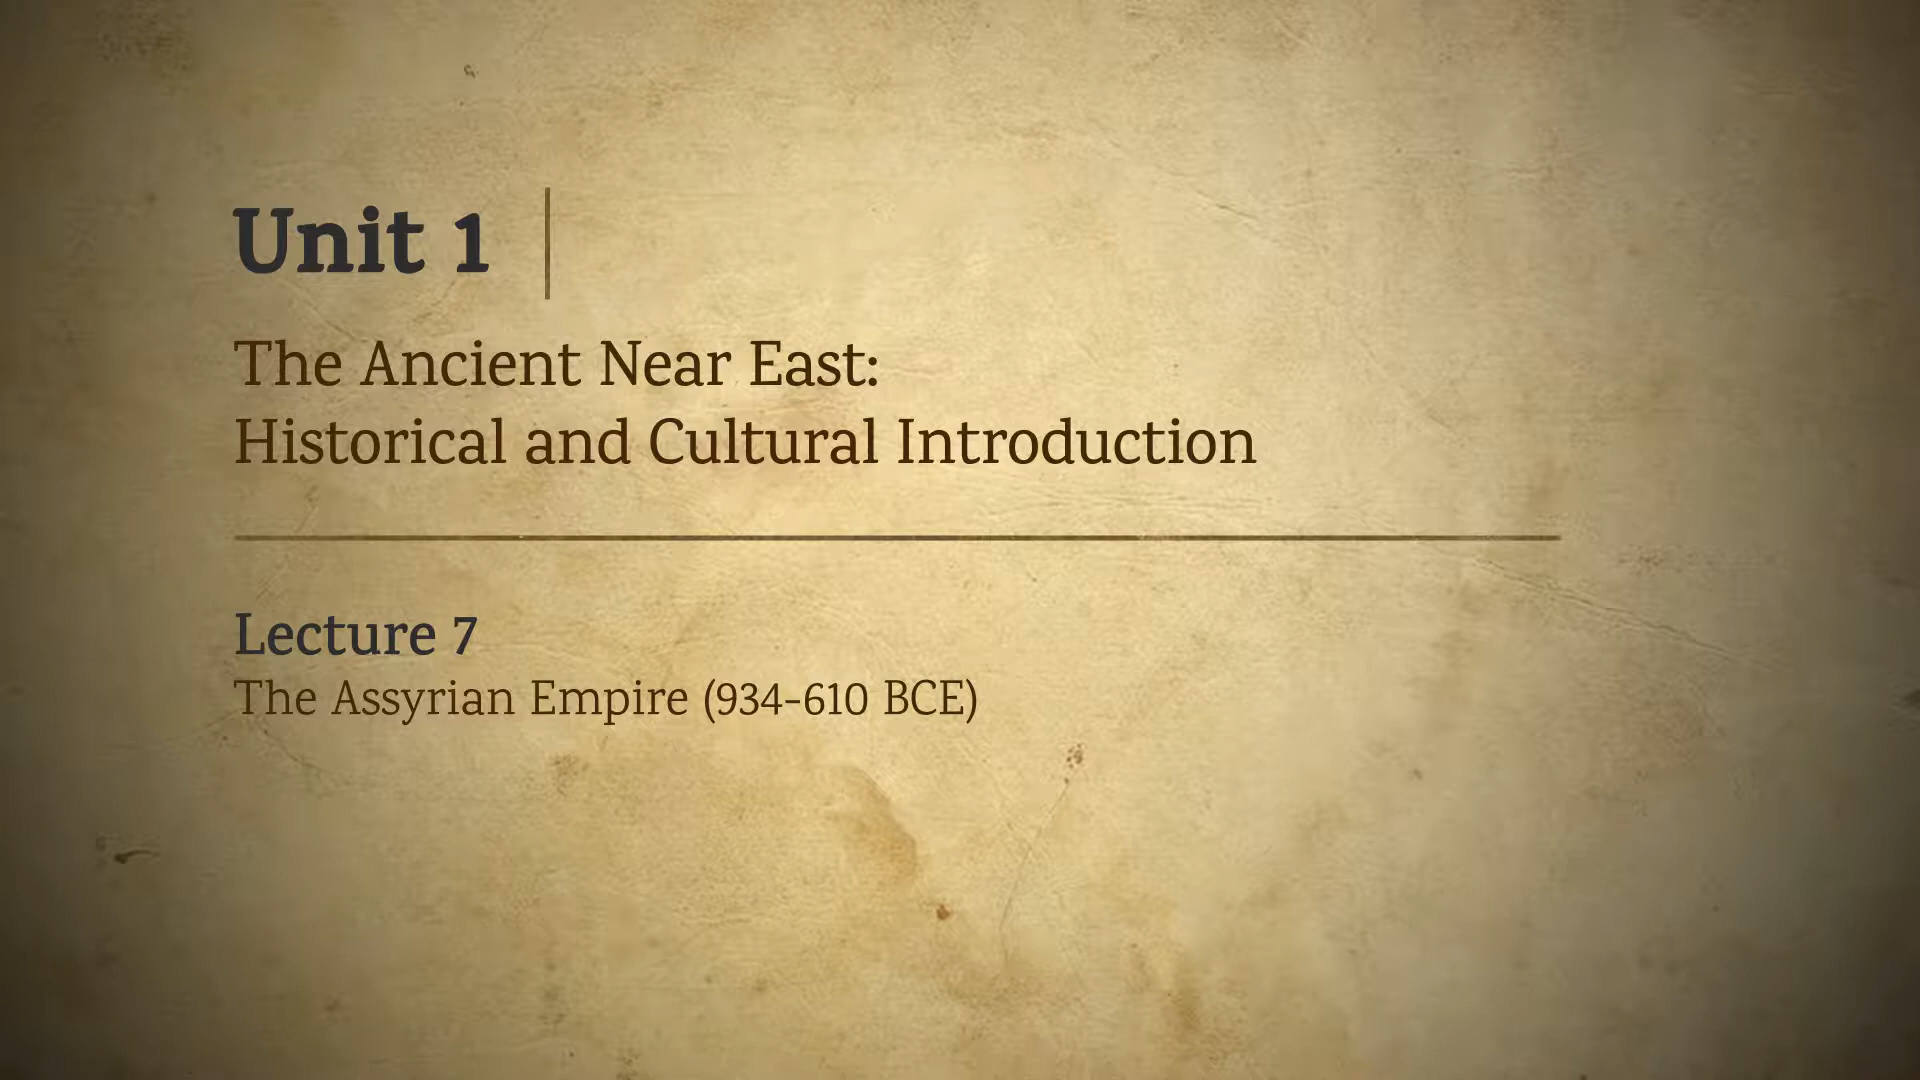 Unit 1
The Ancient Near East:
Historical and Cultural Introduction
Lecture 7
The Assyrian Empire (934-610 BCE)